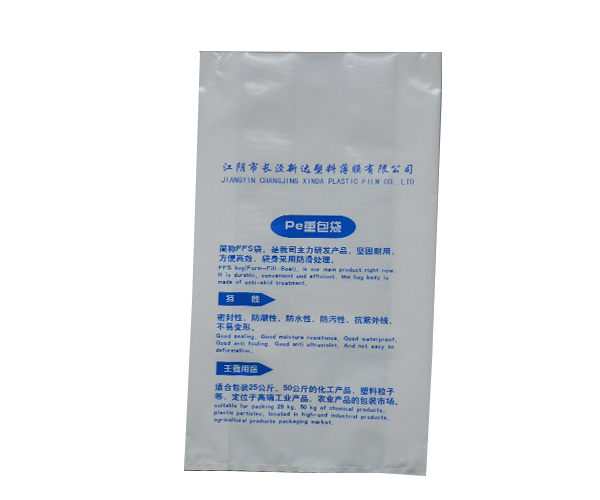 江阴市长泾新达塑料薄膜有限公司
JIANGYIN CHANGJING XINDA PLASTIC FILM CO.,LTD
Pe重包袋
简称FFS袋，是我司主力研发产品，坚固耐用，
方便高效，袋身采用防滑处理。
FFS bag(Form-Fill-Seal), is our main product right now.
It is durable, convenient and efficient, the bag body is
made of anti-skid treatment.
特 性
密封性、防潮性、防水性、防污性、抗紫外线、
不易变形。
Good sealing, Good moisture resistance, Good waterproof,
Good anti fouling, Good anti ultraviolet, And not easy to
deformation.
主要用途
适合包装25公斤、50公斤的化工产品，塑料粒子
等，定位于高端工业产品、农业产品的包装市场。
suitable for packing 25 kg, 50 kg of chemical products,
plastic particles, located in high-end industrial products,
agricultural products packaging market.